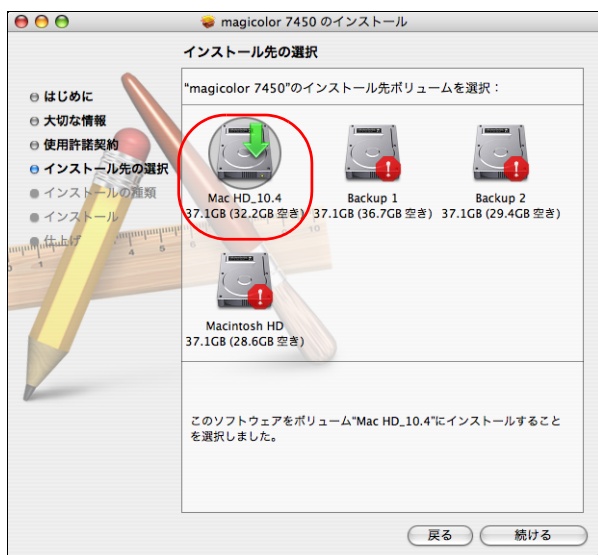 magicolor 7450 のインストール
インストール先の選択
はじめに
大切な情報
使用許諾契約
インストール先の選択
インストールの種類
インストール
仕上げ
"magicolor 7450"のインストール先ボリュームを選択：
Mac HD_10.4
37.1GB (32.2GB 空き)
Backup 1
37.1GB (36.7GB 空き)
Backup 2
37.1GB (29.4GB 空き)
Macintosh HD
37.1GB (28.6GB 空き)
このソフトウェアをボリューム"Mac HD_10.4"にインストールすること
を選択しました。
戻る
続ける